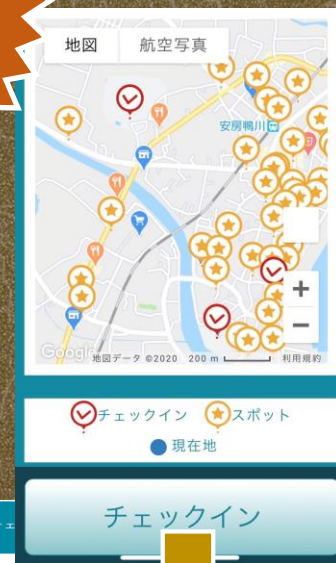 地図 航空写真
安房鴨川
+
−
Google 地図データ ©2020 200 m 利用規約
チェックイン スポット
現在地
チェックイン